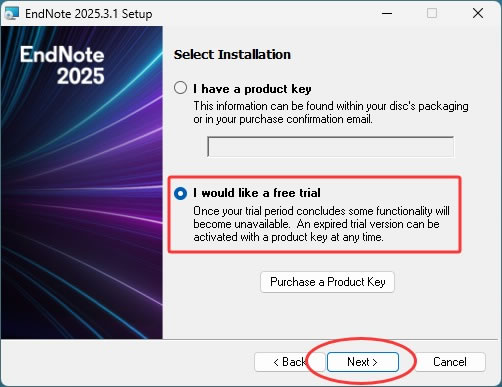 EndNote 2025.3.1 Setup
EndNote
2025
Select Installation
I have a product key
This information can be found within your disc's packaging
or in your purchase confirmation email.
I would like a free trial
Once your trial period concludes some functionality will
become unavailable. An expired trial version can be
activated with a product key at any time.
Purchase a Product Key
< Back
Next >
Cancel